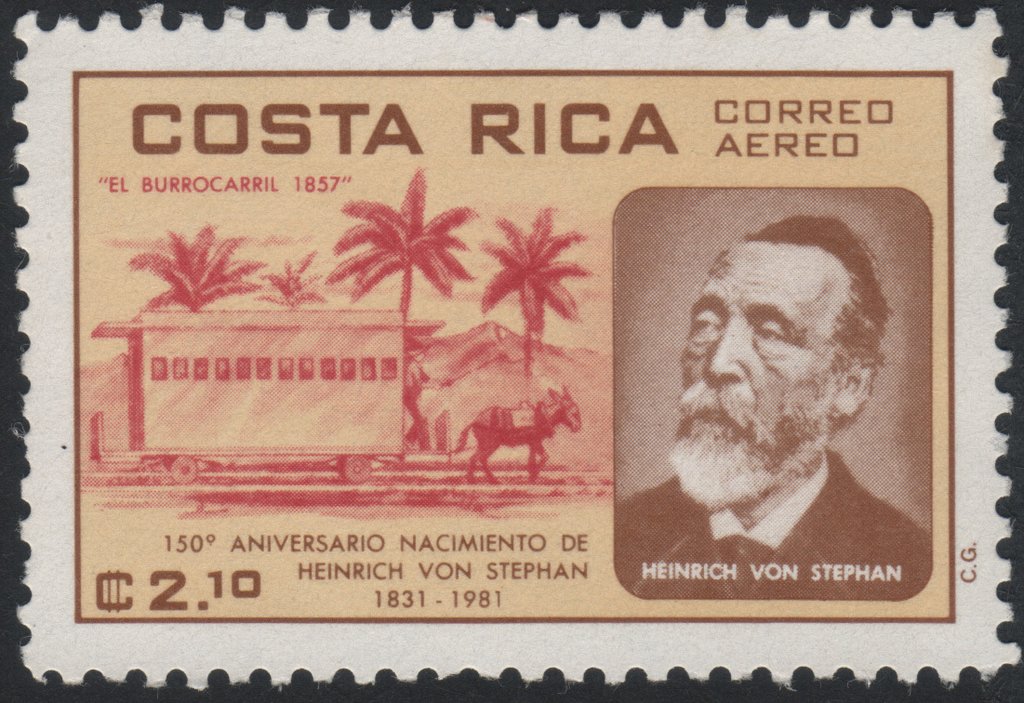 COSTA RICA
CORREO
AEREO
"EL BURROCARRIL 1857"
150º ANIVERSARIO NACIMIENTO DE
HEINRICH VON STEPHAN
1831 - 1981
₡2.10
HEINRICH VON STEPHAN
C.G.